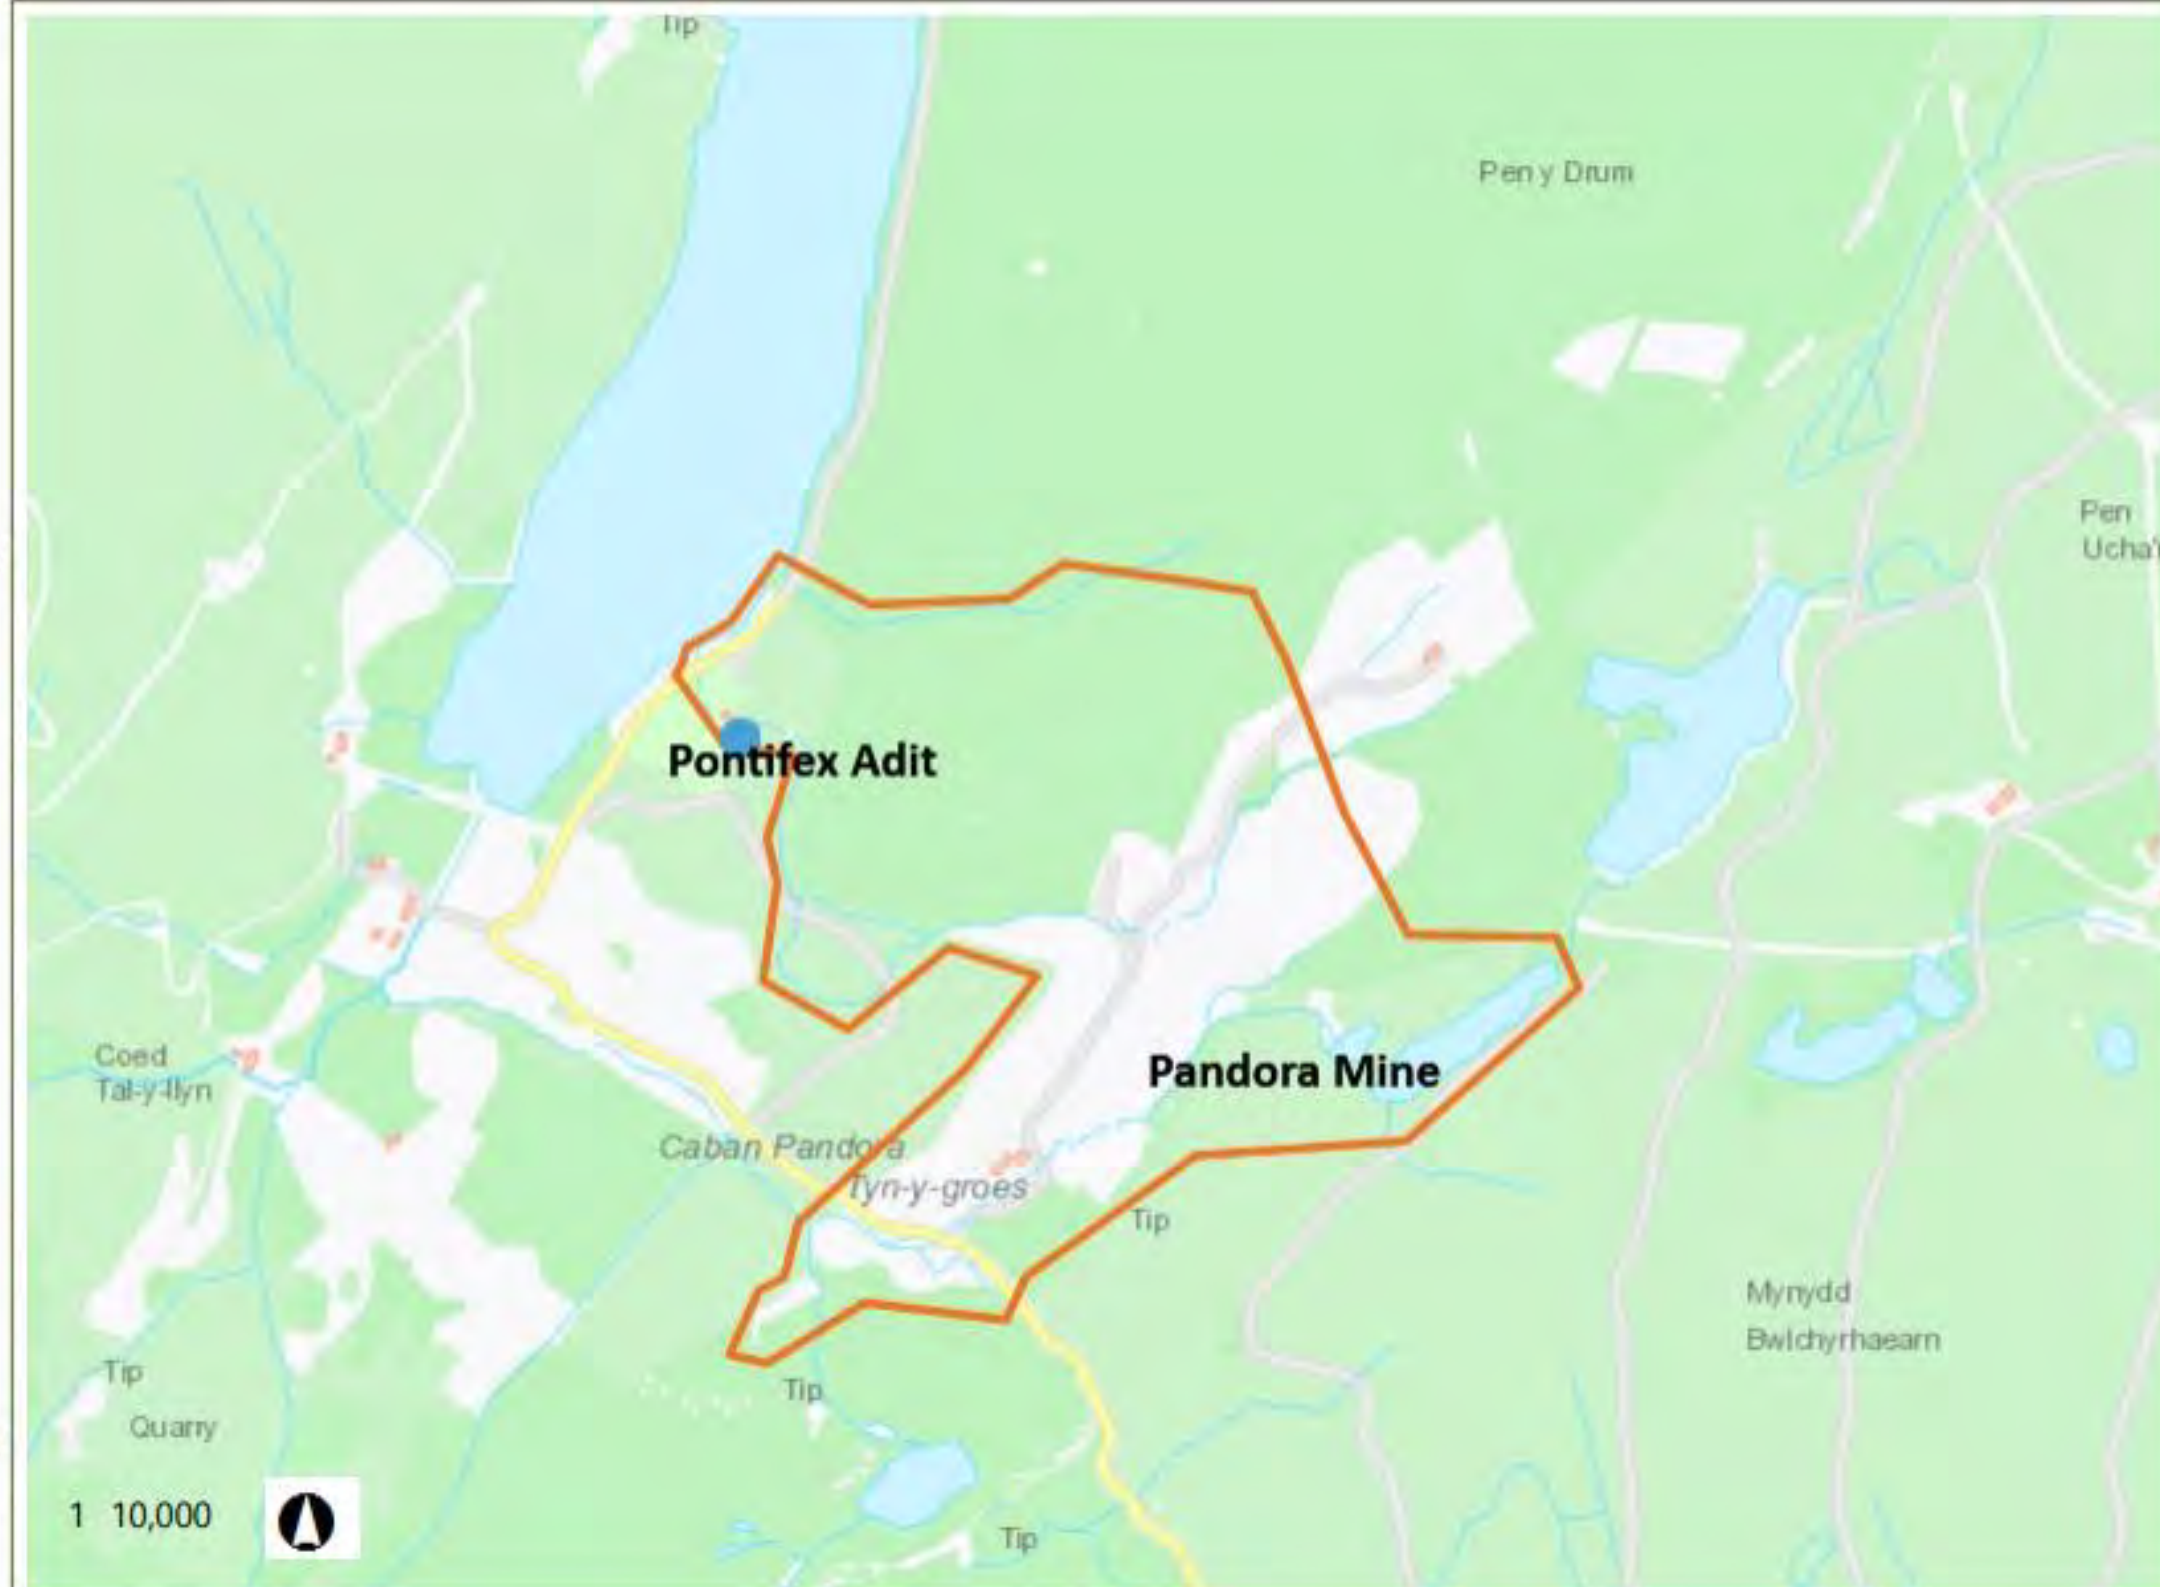 Tip
Pen y Drum
Pen
Pontifex Adit
Coed
Tal-y-llyn
Pandora Mine
Caban Pandora
Tyn-y-groes
Tip
Mynydd
Bwlchyrhaearn
Tip
Tip
Quarry
1 10,000
Tip